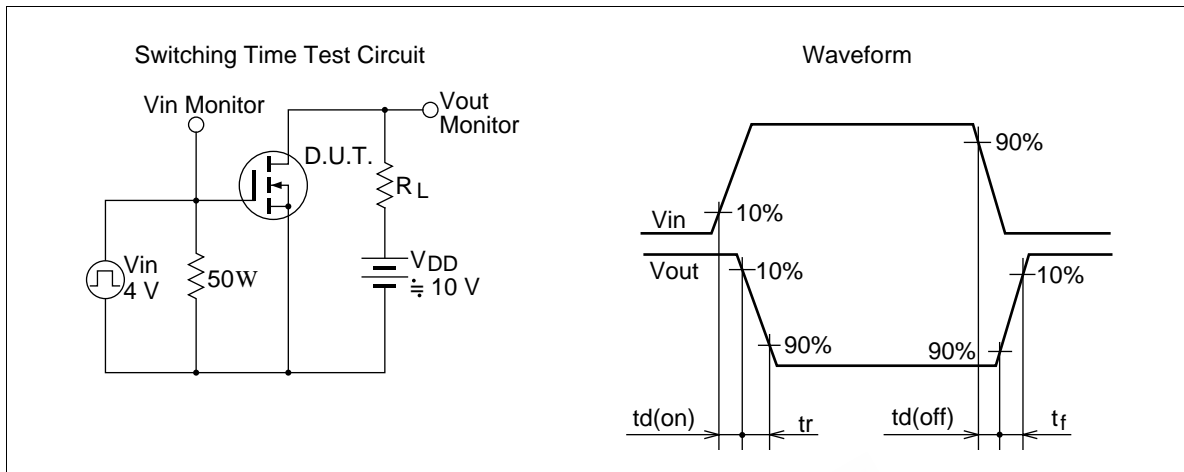 Switching Time Test Circuit
Vin Monitor
Vout
Monitor
D.U.T.
RL
Vin
4 V
50W
VDD
≒ 10 V
Waveform
Vin
10%
90%
Vout
10%
90%
90%
10%
td(on)
tr
td(off)
tf